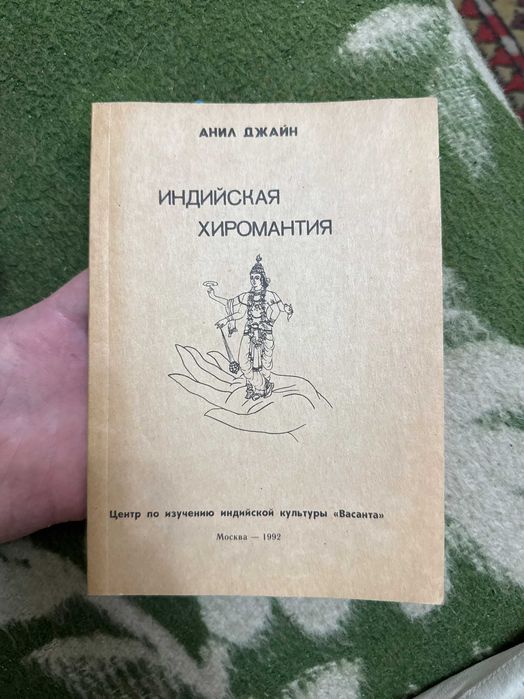 АНИЛ ДЖАЙН
ИНДИЙСКАЯ
ХИРОМАНТИЯ
Центр по изучению индийской культуры «Васанта»
Москва — 1992